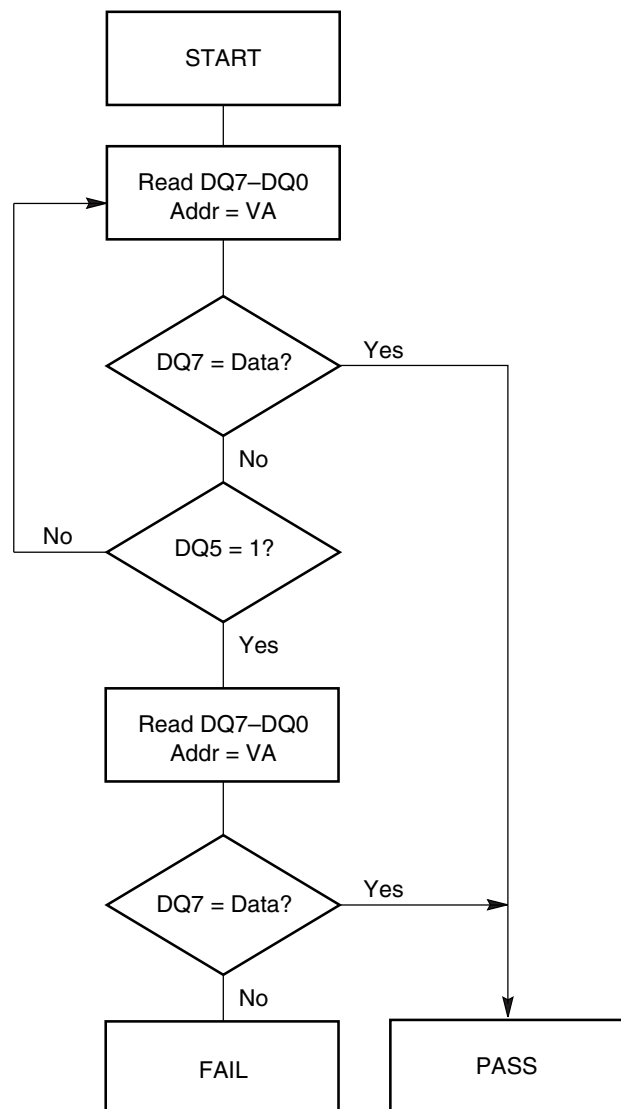 START
Read DQ7–DQ0
Addr = VA
DQ7 = Data?
Yes
No
No
DQ5 = 1?
Yes
Read DQ7–DQ0
Addr = VA
DQ7 = Data?
Yes
No
FAIL
PASS